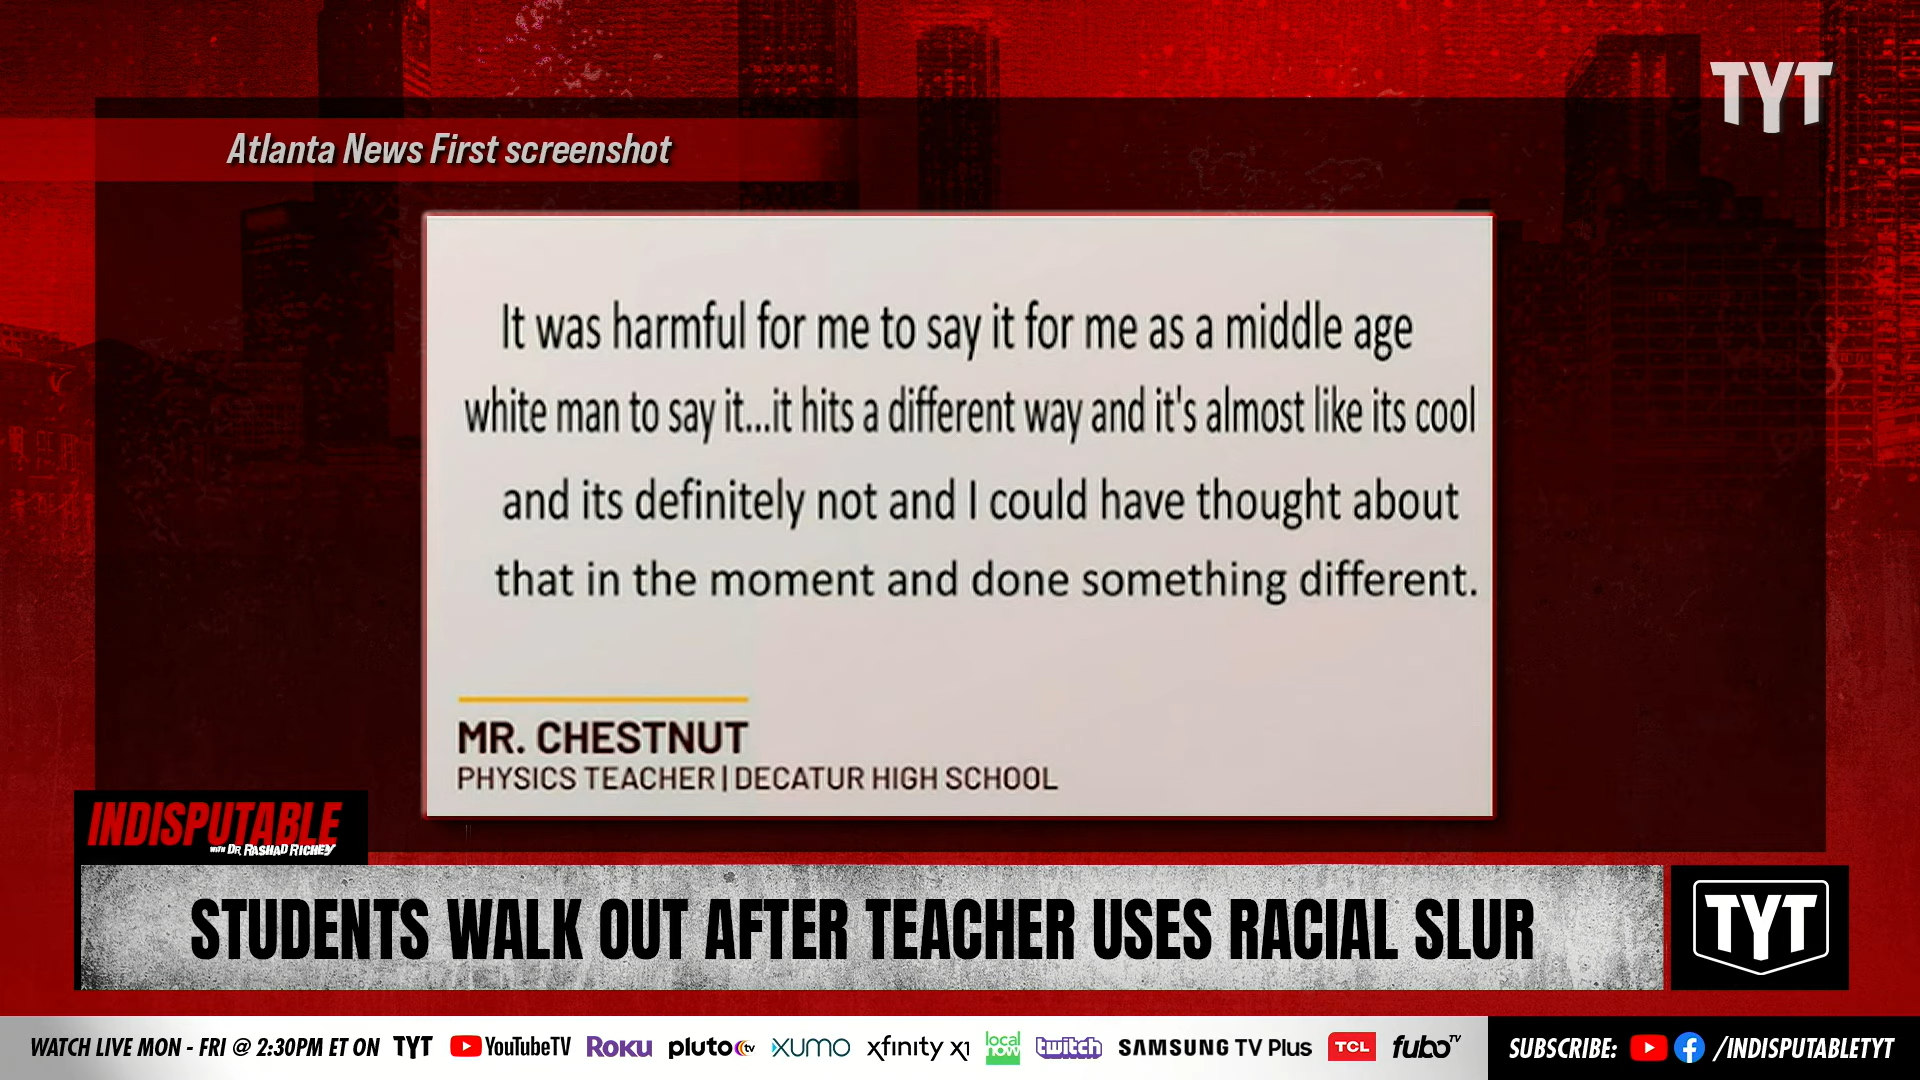 TYT
Atlanta News First screenshot
It was harmful for me to say it for me as a middle age
white man to say it...it hits a different way and it's almost like its cool
and its definitely not and I could have thought about
that in the moment and done something different.
MR. CHESTNUT
PHYSICS TEACHER | DECATUR HIGH SCHOOL
INDISPUTABLE
WITH DR RASHAD RICHEY
STUDENTS WALK OUT AFTER TEACHER USES RACIAL SLUR
TYT
WATCH LIVE MON - FRI @ 2:30PM ET ON TYT YouTubeTV ROKU pluto tv XUMO xfinity x1 local now twitch SAMSUNG TV Plus TCL fubo TV SUBSCRIBE: /INDISPUTABLETYT